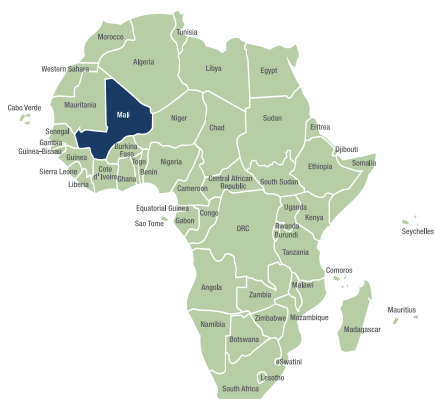 Tunisia
Morocco
Algeria
Libya
Egypt
Western Sahara
Mauritania
Mali
Niger
Chad
Sudan
Eritrea
Cabo Verde
Senegal
Gambia
Guinea-Bissau
Guinea
Sierra Leone
Liberia
Cote
d' Ivoire
Burkina
Faso
Ghana
Togo
Benin
Nigeria
Djibouti
Somalia
Ethiopia
Central African
Republic
South Sudan
Cameroon
Equatorial Guinea
Sao Tome
Gabon
Congo
DRC
Uganda
Kenya
Rwanda
Burundi
Tanzania
Seychelles
Comoros
Angola
Zambia
Malawi
Mozambique
Zimbabwe
Mauritius
Madagascar
Namibia
Botswana
eSwatini
Lesotho
South Africa